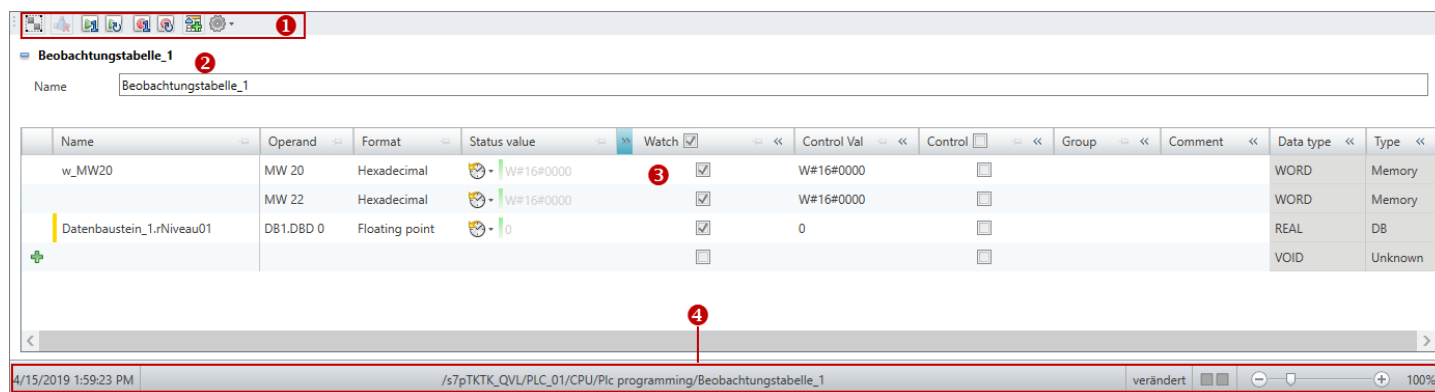 1
Beobachtungstabelle_1
2
Name Beobachtungstabelle_1
Name Operand Format Status value Watch Control Val Control Group Comment Data type Type
w_MW20 MW 20 Hexadecimal W#16#0000 3 W#16#0000 WORD Memory
MW 22 Hexadecimal W#16#0000 W#16#0000 WORD Memory
Datenbaustein_1.rNiveau01 DB1.DBD 0 Floating point 0 0 REAL DB
VOID Unknown
4
4/15/2019 1:59:23 PM /s7pTKTK_QVL/PLC_01/CPU/Plc programming/Beobachtungstabelle_1 verändert 100%